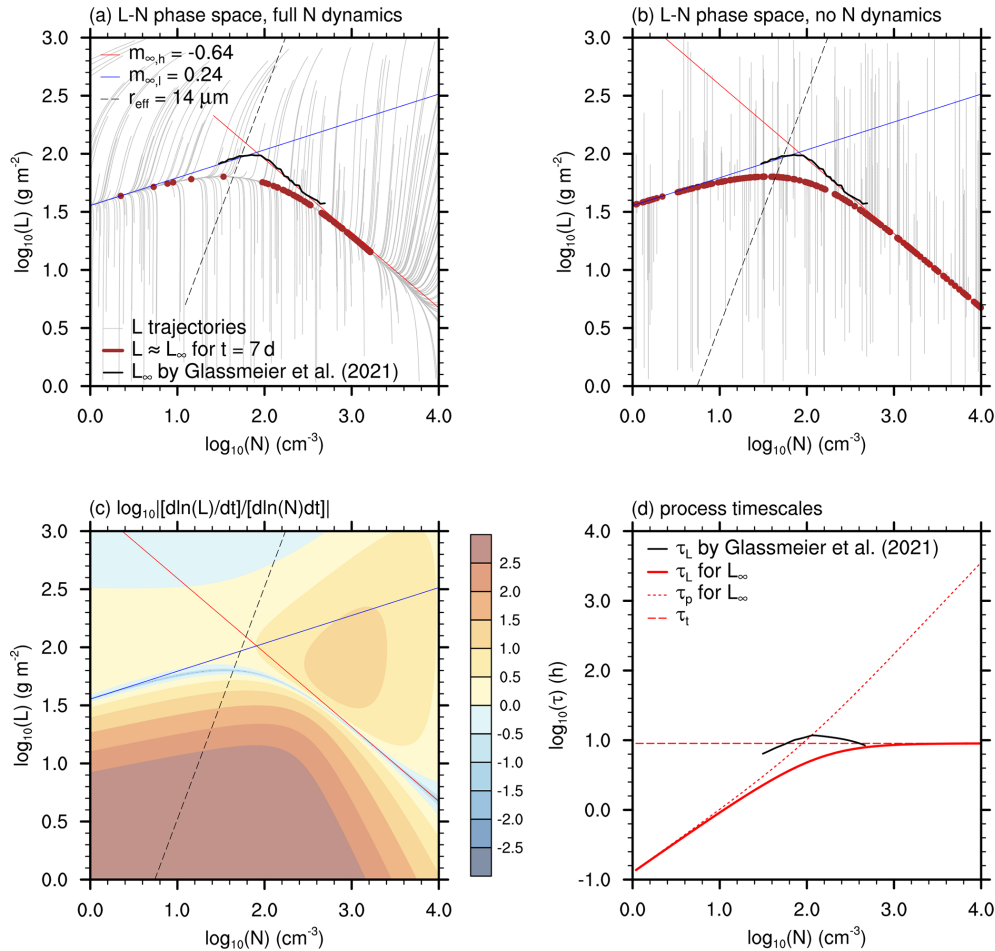 (a) L-N phase space, full N dynamics
3.0
2.5
2.0
1.5
1.0
0.5
0.0
log₁₀(L) (g m⁻²)
m∞,h = -0.64
m∞,l = 0.24
r_eff = 14 μm
L trajectories
L ≈ L∞ for t = 7 d
L∞ by Glassmeier et al. (2021)
0.0 1.0 2.0 3.0 4.0
log₁₀(N) (cm⁻³)
(b) L-N phase space, no N dynamics
3.0
2.5
2.0
1.5
1.0
0.5
0.0
log₁₀(L) (g m⁻²)
0.0 1.0 2.0 3.0 4.0
log₁₀(N) (cm⁻³)
(c) log₁₀|[dln(L)/dt]/[dln(N)dt]|
3.0
2.5
2.0
1.5
1.0
0.5
0.0
log₁₀(L) (g m⁻²)
0.0 1.0 2.0 3.0 4.0
log₁₀(N) (cm⁻³)
2.5
2.0
1.5
1.0
0.5
0.0
-0.5
-1.0
-1.5
-2.0
-2.5
(d) process timescales
4.0
3.0
2.0
1.0
0.0
-1.0
log₁₀(τ) (h)
τ_L by Glassmeier et al. (2021)
τ_L for L∞
τ_p for L∞
τ_t
0.0 1.0 2.0 3.0 4.0
log₁₀(N) (cm⁻³)